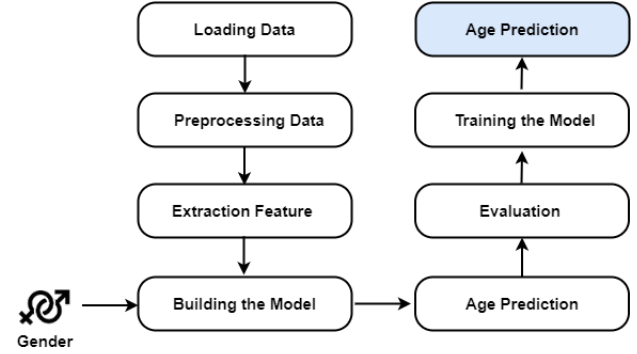 Loading Data
Preprocessing Data
Extraction Feature
Building the Model
Gender
Age Prediction
Evaluation
Training the Model
Age Prediction